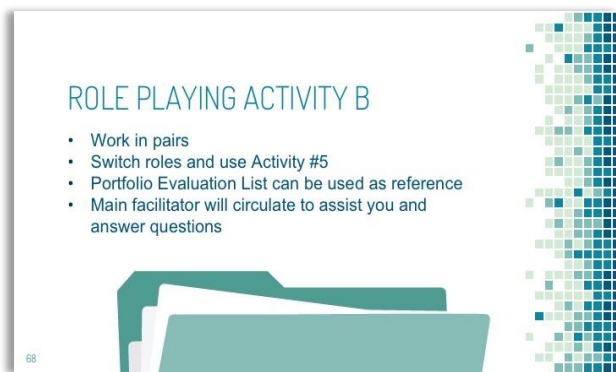 ROLE PLAYING ACTIVITY B
• Work in pairs
• Switch roles and use Activity #5
• Portfolio Evaluation List can be used as reference
• Main facilitator will circulate to assist you and
answer questions
68